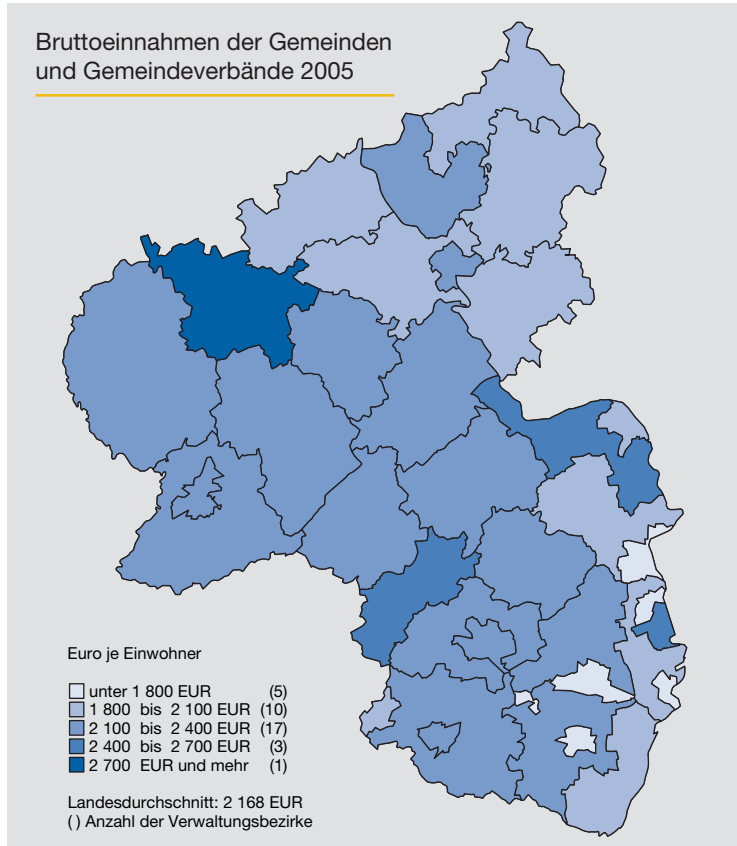 Bruttoeinnahmen der Gemeinden
und Gemeindeverbände 2005
Euro je Einwohner
unter 1 800 EUR (5)
1 800 bis 2 100 EUR (10)
2 100 bis 2 400 EUR (17)
2 400 bis 2 700 EUR (3)
2 700 EUR und mehr (1)
Landesdurchschnitt: 2 168 EUR
( ) Anzahl der Verwaltungsbezirke